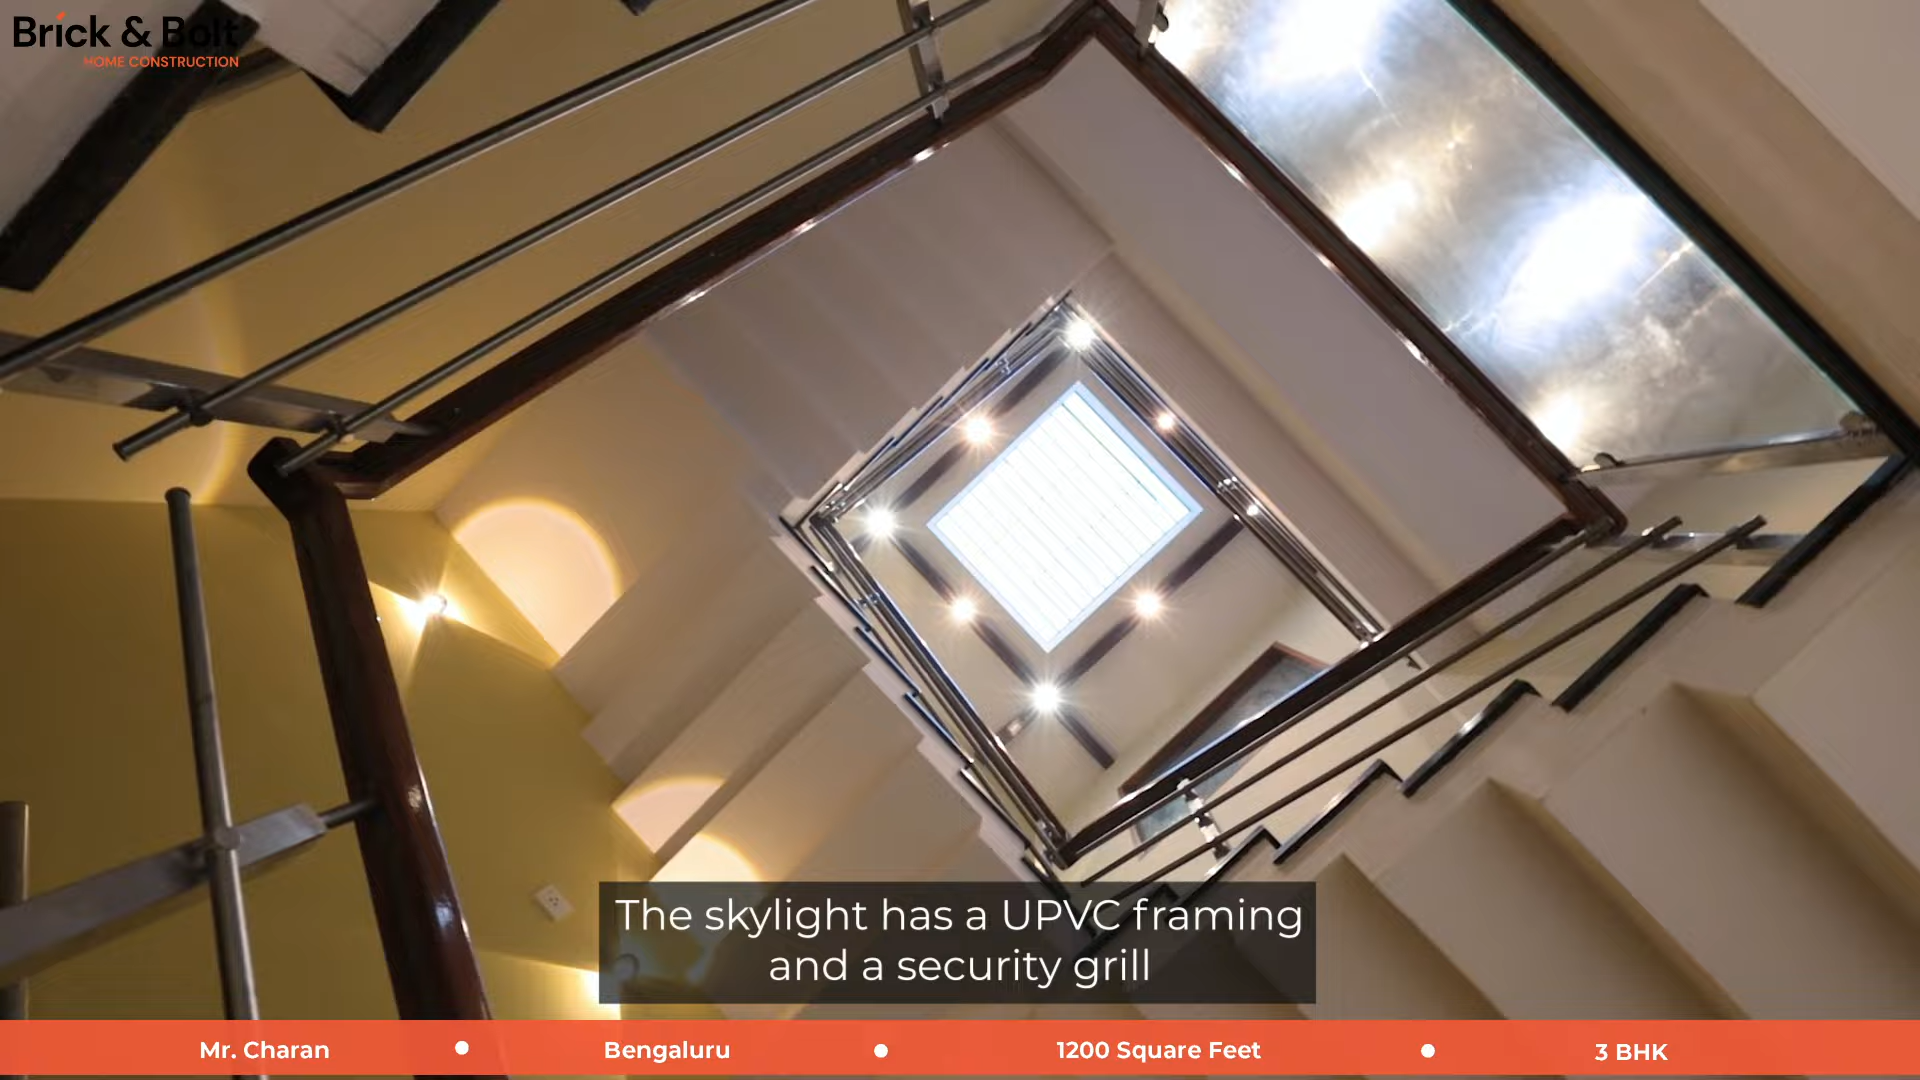 Brick & Bolt
HOME CONSTRUCTION
The skylight has a UPVC framing
and a security grill
Mr. Charan
Bengaluru
1200 Square Feet
3 BHK